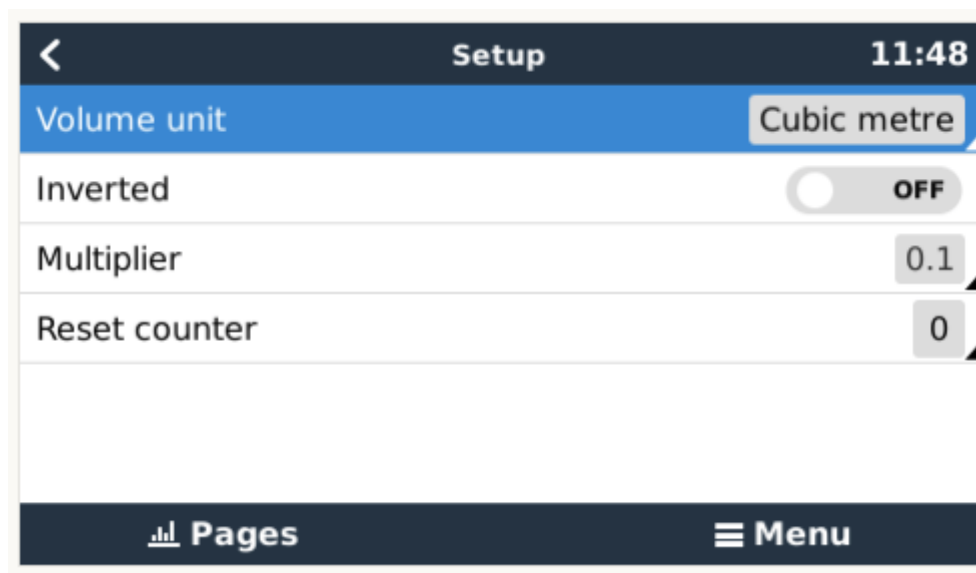 Setup 11:48
Volume unit Cubic metre
Inverted OFF
Multiplier 0.1
Reset counter 0
Pages Menu